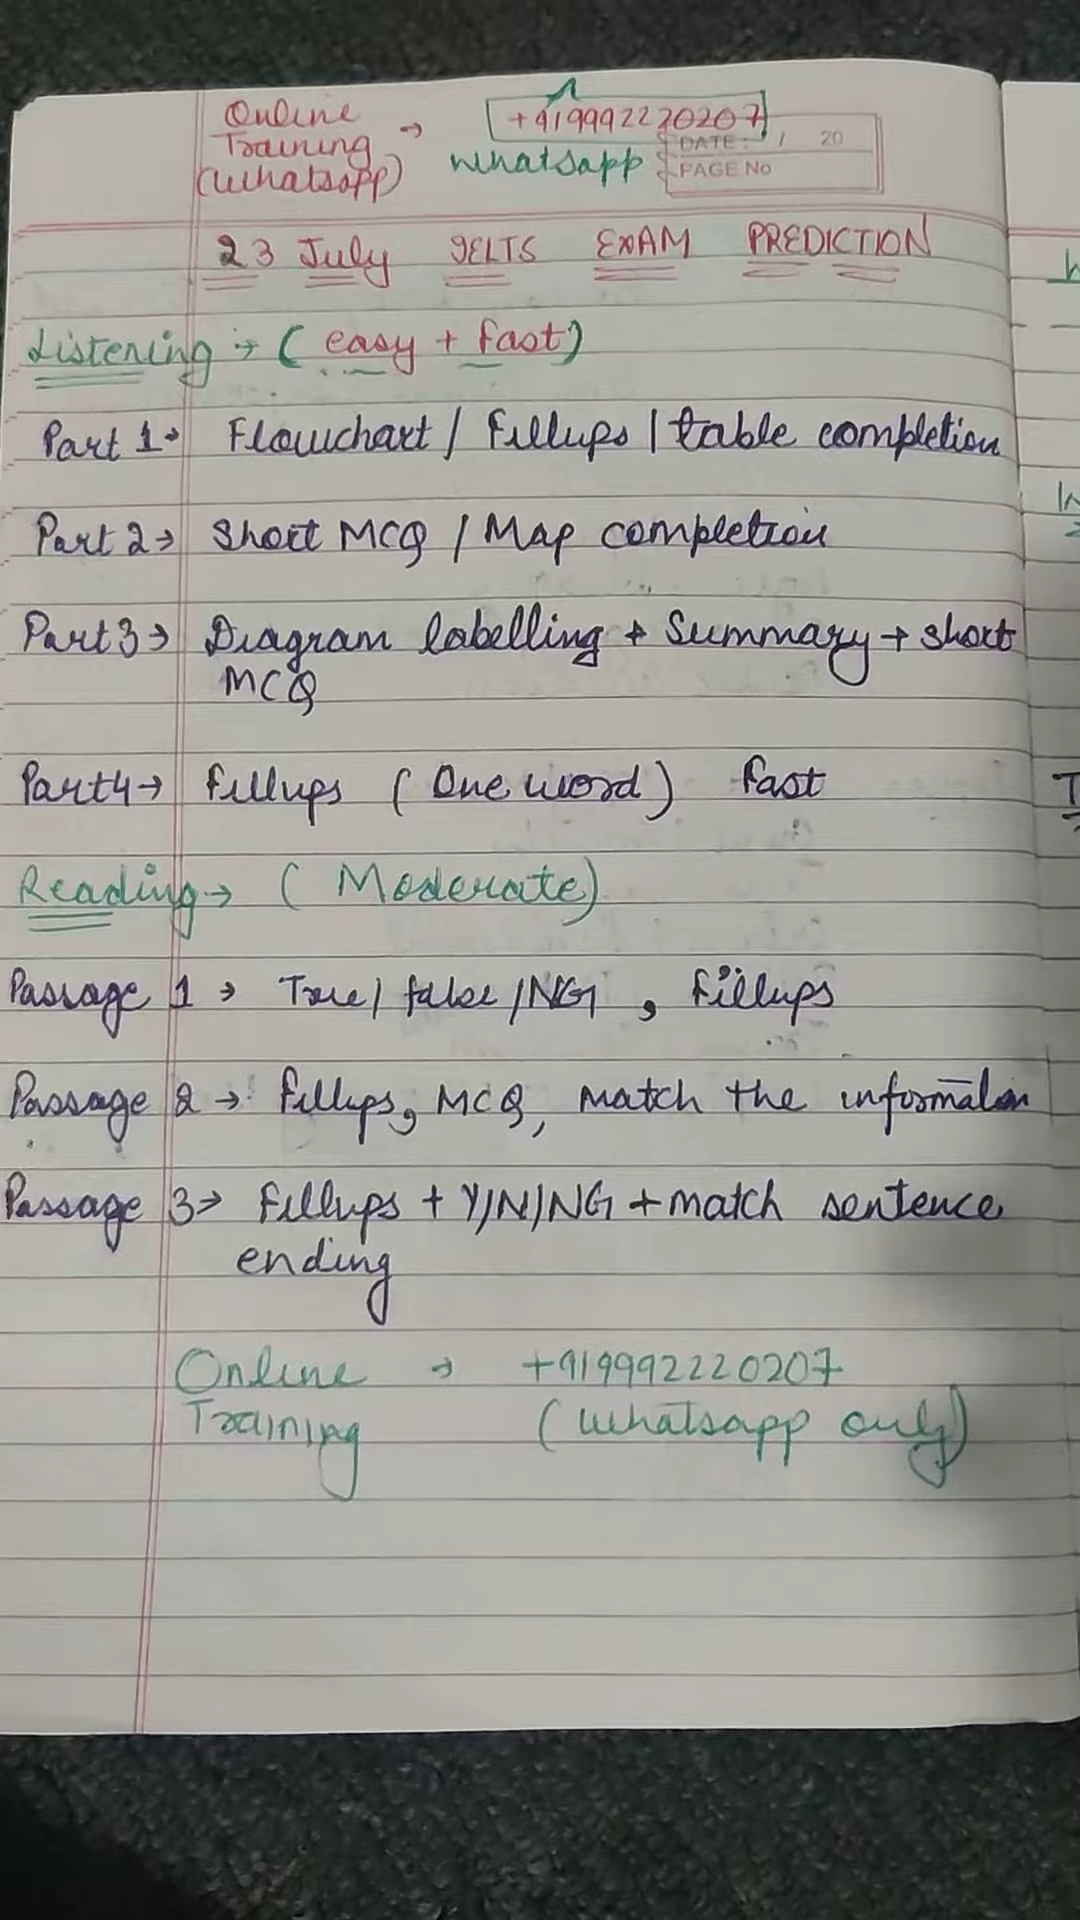 Online
Training → +919992220207
(Whatsapp) whatsapp
DATE: / 20
PAGE No
23 July IELTS EXAM PREDICTION
Listening → (easy + fast)
Part 1→ Flowchart / Fillups / table completion
Part 2→ Short MCQ / Map completion
Part 3→ Diagram labelling + Summary + short
MCQ
Part 4→ fillups (One word) Fast
Reading→ (Moderate)
Passage 1 → True/false/NG, Fillups
Passage 2 → fillups, MCQ, match the information
Passage 3→ Fillups + Y/N/NG + match sentence
ending
Online → +919992220207
Training (whatsapp only)